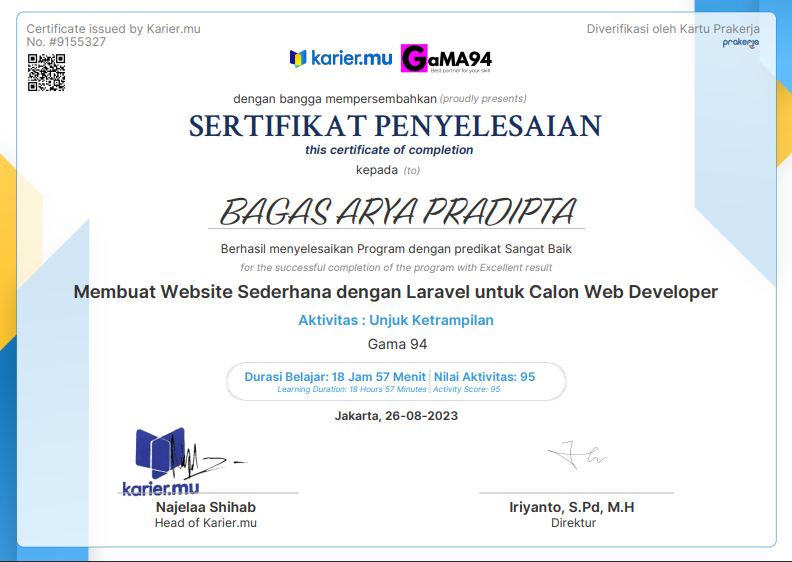 Certificate issued by Karier.mu
No. #9155327
Diverifikasi oleh Kartu Prakerja
prakerja
karier.mu GaMA94
Best partner for your skill
dengan bangga mempersembahkan (proudly presents)
SERTIFIKAT PENYELESAIAN
this certificate of completion
kepada (to)
BAGAS ARYA PRADIPTA
Berhasil menyelesaikan Program dengan predikat Sangat Baik
for the successful completion of the program with Excellent result
Membuat Website Sederhana dengan Laravel untuk Calon Web Developer
Aktivitas : Unjuk Ketrampilan
Gama 94
Durasi Belajar: 18 Jam 57 Menit | Nilai Aktivitas: 95
Learning Duration: 18 Hours 57 Minutes | Activity Score: 95
Jakarta, 26-08-2023
karier.mu
Najelaa Shihab
Head of Karier.mu
Iriyanto, S.Pd, M.H
Direktur